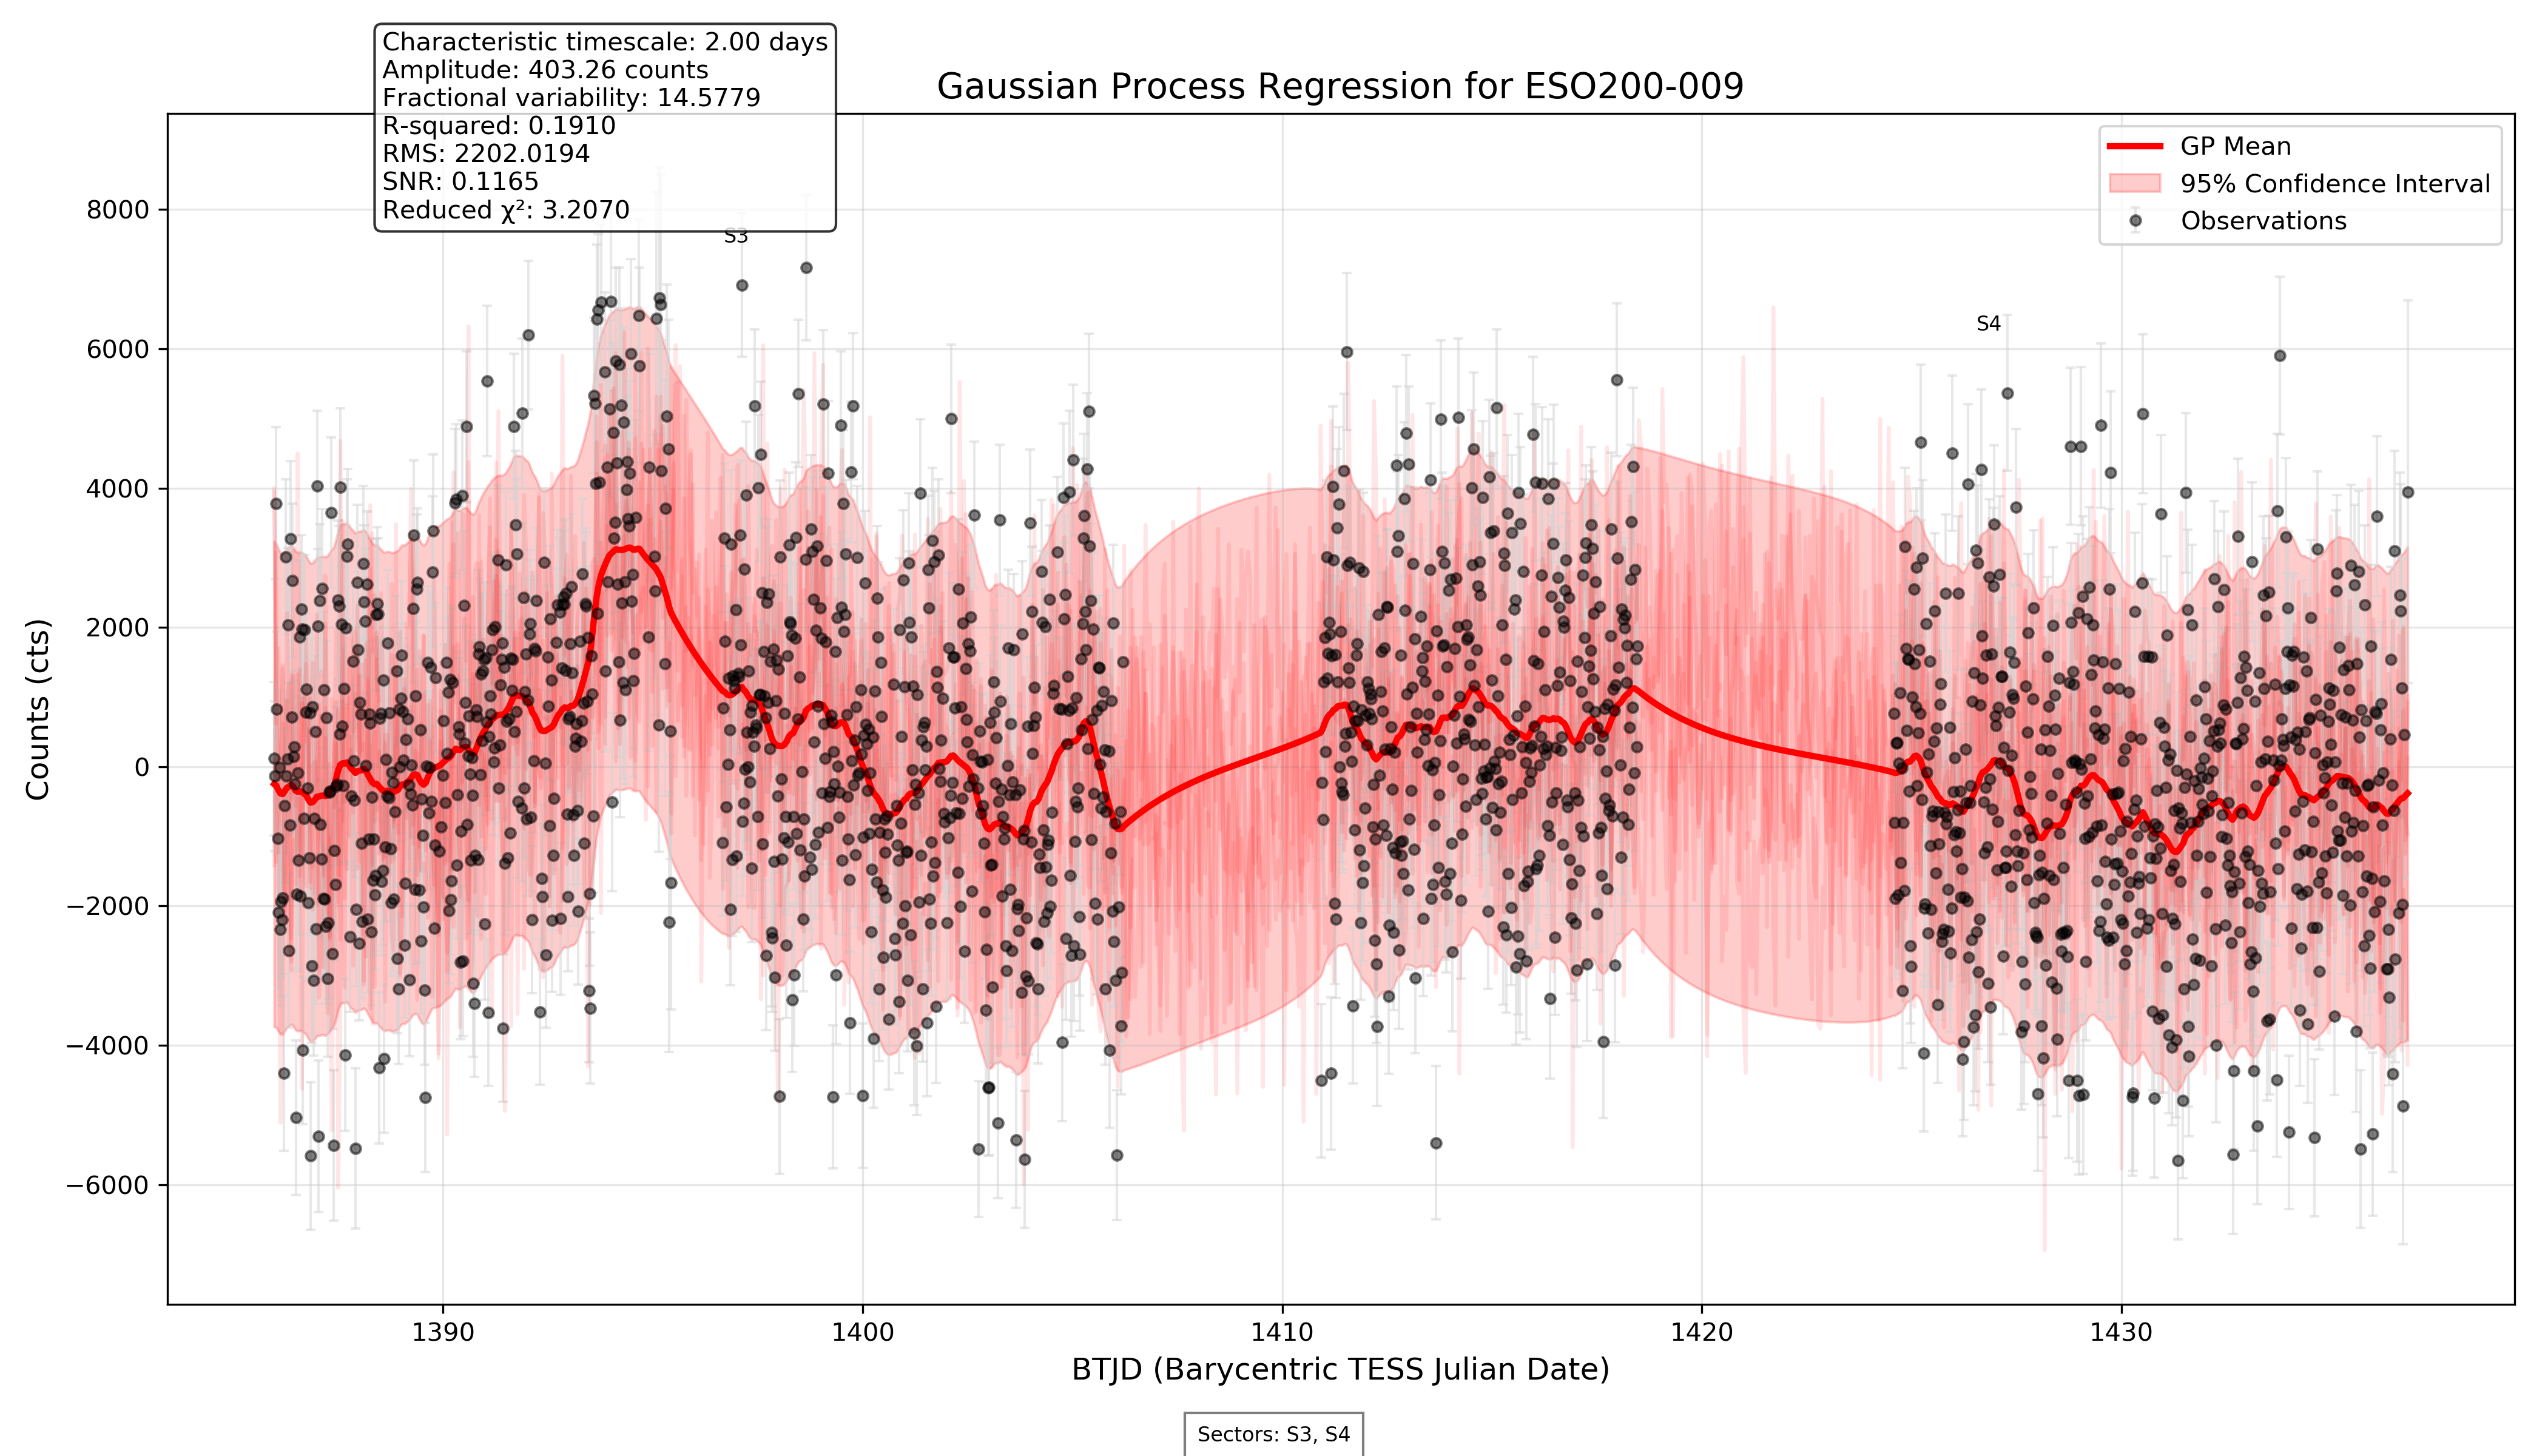 Characteristic timescale: 2.00 days
Amplitude: 403.26 counts
Fractional variability: 14.5779
R-squared: 0.1910
RMS: 2202.0194
SNR: 0.1165
Reduced χ²: 3.2070
Gaussian Process Regression for ESO200-009
GP Mean
95% Confidence Interval
Observations
S3
S4
8000
6000
4000
2000
0
−2000
−4000
−6000
Counts (cts)
1390 1400 1410 1420 1430
BTJD (Barycentric TESS Julian Date)
Sectors: S3, S4